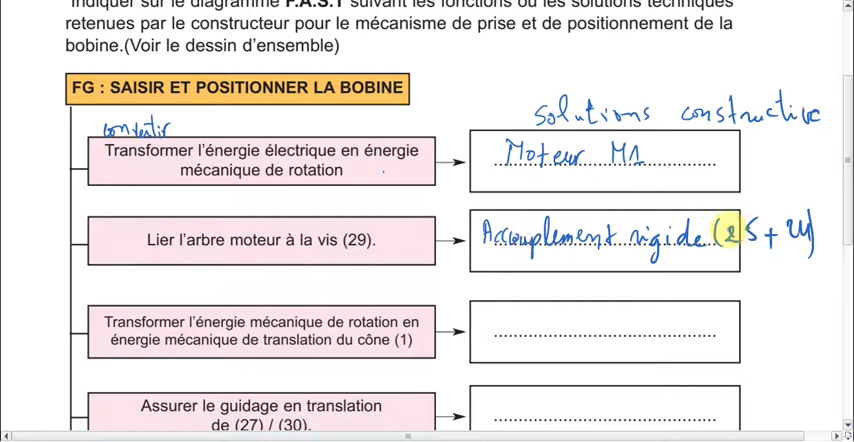 Indiquer sur le diagramme F.A.S.T suivant les fonctions ou les solutions techniques
retenues par le constructeur pour le mécanisme de prise et de positionnement de la
bobine.(Voir le dessin d'ensemble)
FG : SAISIR ET POSITIONNER LA BOBINE
solutions constructive
convertir
Transformer l'énergie électrique en énergie
mécanique de rotation
Moteur M1
Lier l'arbre moteur à la vis (29).
Accouplement rigide (25 + 24)
Transformer l'énergie mécanique de rotation en
énergie mécanique de translation du cône (1)
Assurer le guidage en translation
de (27) / (30).